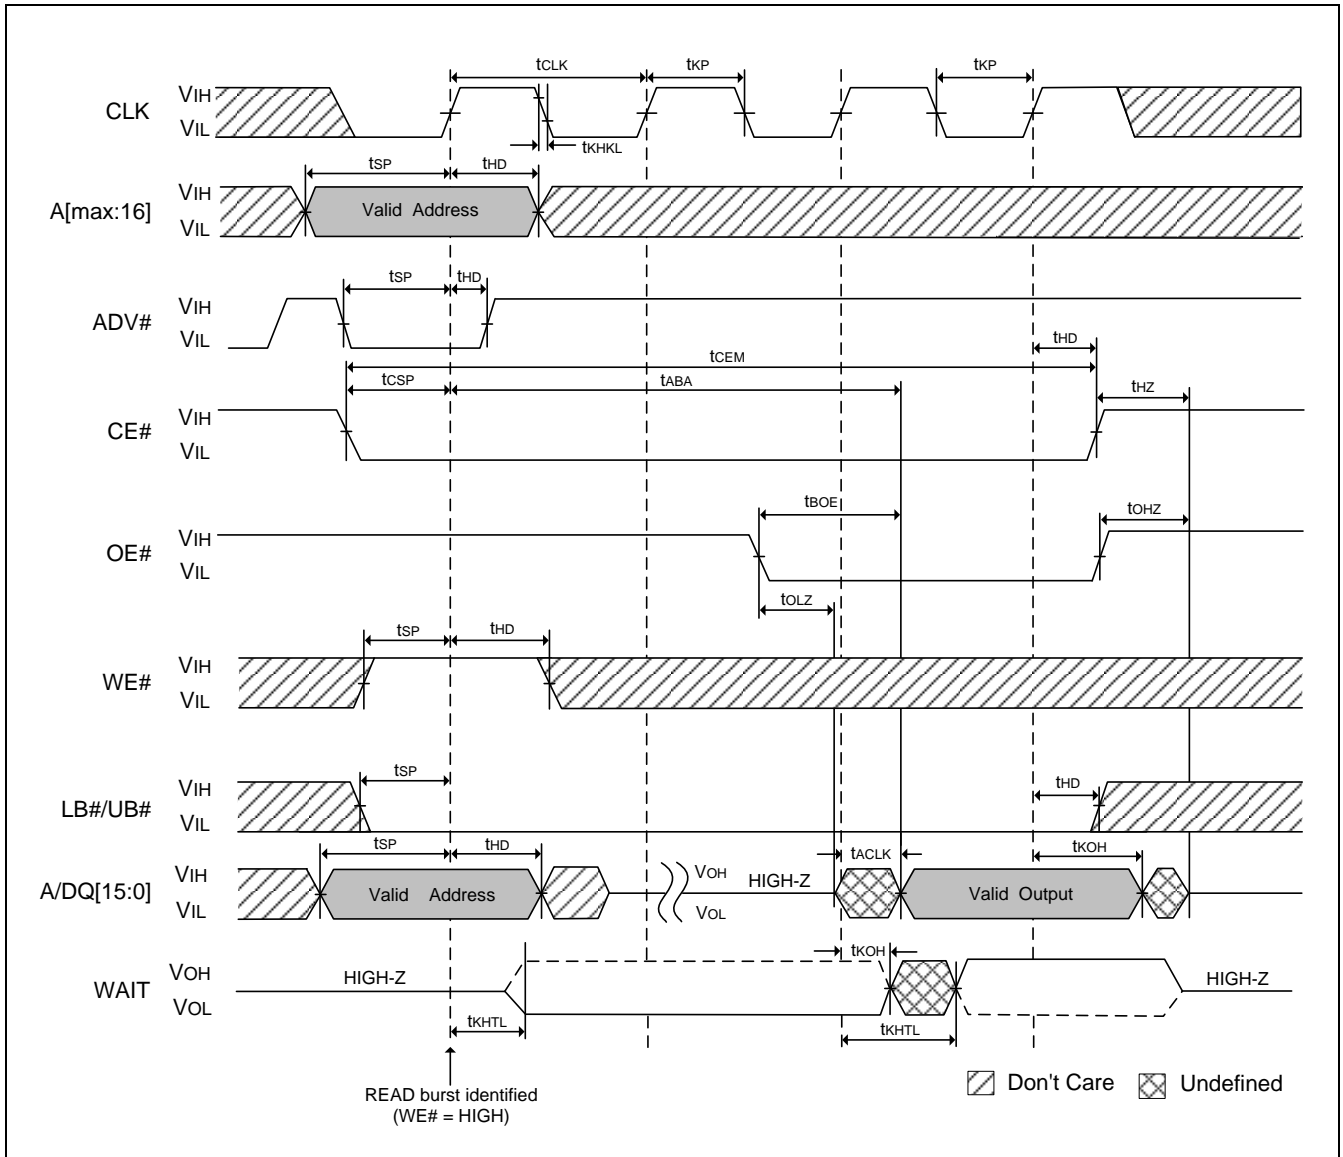 tCLK tKP tKP
CLK VIH
VIL
tKHKL
tSP tHD
A[max:16] VIH
VIL
Valid Address
tSP tHD
ADV# VIH
VIL
tHD
tCEM
tCSP tABA tHZ
CE# VIH
VIL
tBOE tOHZ
OE# VIH
VIL
tOLZ
tSP tHD
WE# VIH
VIL
tSP tHD
LB#/UB# VIH
VIL
tSP tHD tACLK tKOH
A/DQ[15:0] VIH
VIL
Valid Address VOH
VOL
HIGH-Z Valid Output
tKOH
WAIT VOH
VOL
HIGH-Z HIGH-Z
tKHTL tKHTL
READ burst identified
(WE# = HIGH)
Don't Care Undefined